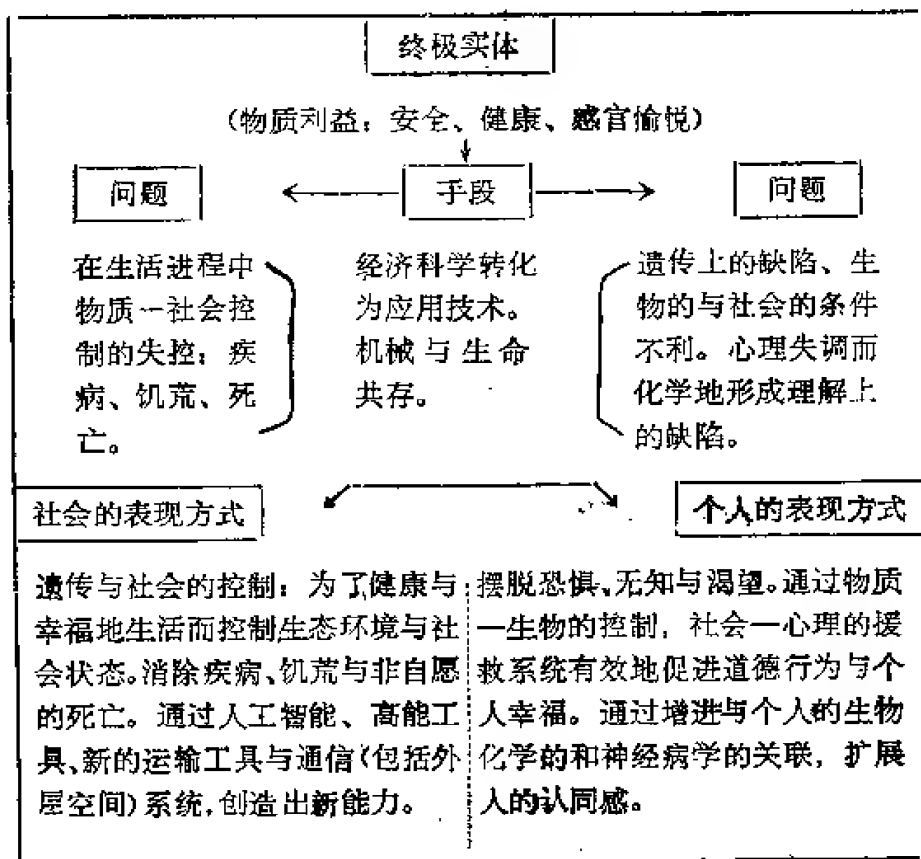 终极实体
(物质利益：安全、健康、感官愉悦)
问题
手段
问题
在生活进程中
物质一社会控
制的失控：疾
病、饥荒、死
亡。
经济科学转化
为应用技术。
机械与生命
共存。
遗传上的缺陷、生
物的与社会的条件
不利。心理失调而
化学地形成理解上
的缺陷。
社会的表现方式
遗传与社会的控制：为了健康与
幸福地生活而控制生态环境与社
会状态。消除疾病、饥荒与非自愿
的死亡。通过人工智能、高能工
具、新的运输工具与通信(包括外
层空间)系统，创造出新能力。
个人的表现方式
摆脱恐惧、无知与渴望。通过物质
一生物的控制，社会一心理的援
救系统有效地促进道德行为与个
人幸福。通过增进与个人的生物
化学的和神经病学的关联，扩展
人的认同感。